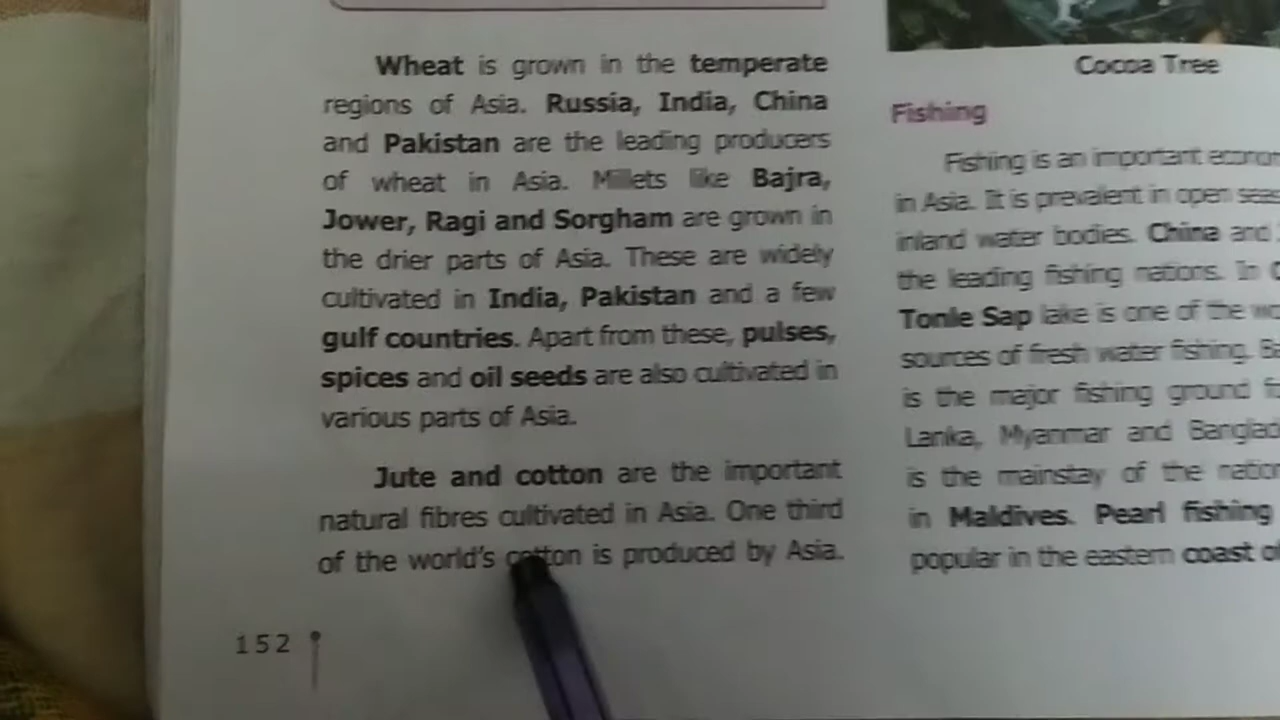 Wheat is grown in the temperate
regions of Asia. Russia, India, China
and Pakistan are the leading producers
of wheat in Asia. Millets like Bajra,
Jower, Ragi and Sorgham are grown in
the drier parts of Asia. These are widely
cultivated in India, Pakistan and a few
gulf countries. Apart from these, pulses,
spices and oil seeds are also cultivated in
various parts of Asia.
Jute and cotton are the important
natural fibres cultivated in Asia. One third
of the world's cotton is produced by Asia.
152
Cocoa Tree
Fishing
Fishing is an important
in Asia. It is prevalent in open seas
inland water bodies. China and
the leading fishing nations. In
Tonle Sap lake is one of the
sources of fresh water fishing.
is the major fishing ground
Lanka, Myanmar and
is the mainstay of the
in Maldives. Pearl fishing
popular in the eastern coast